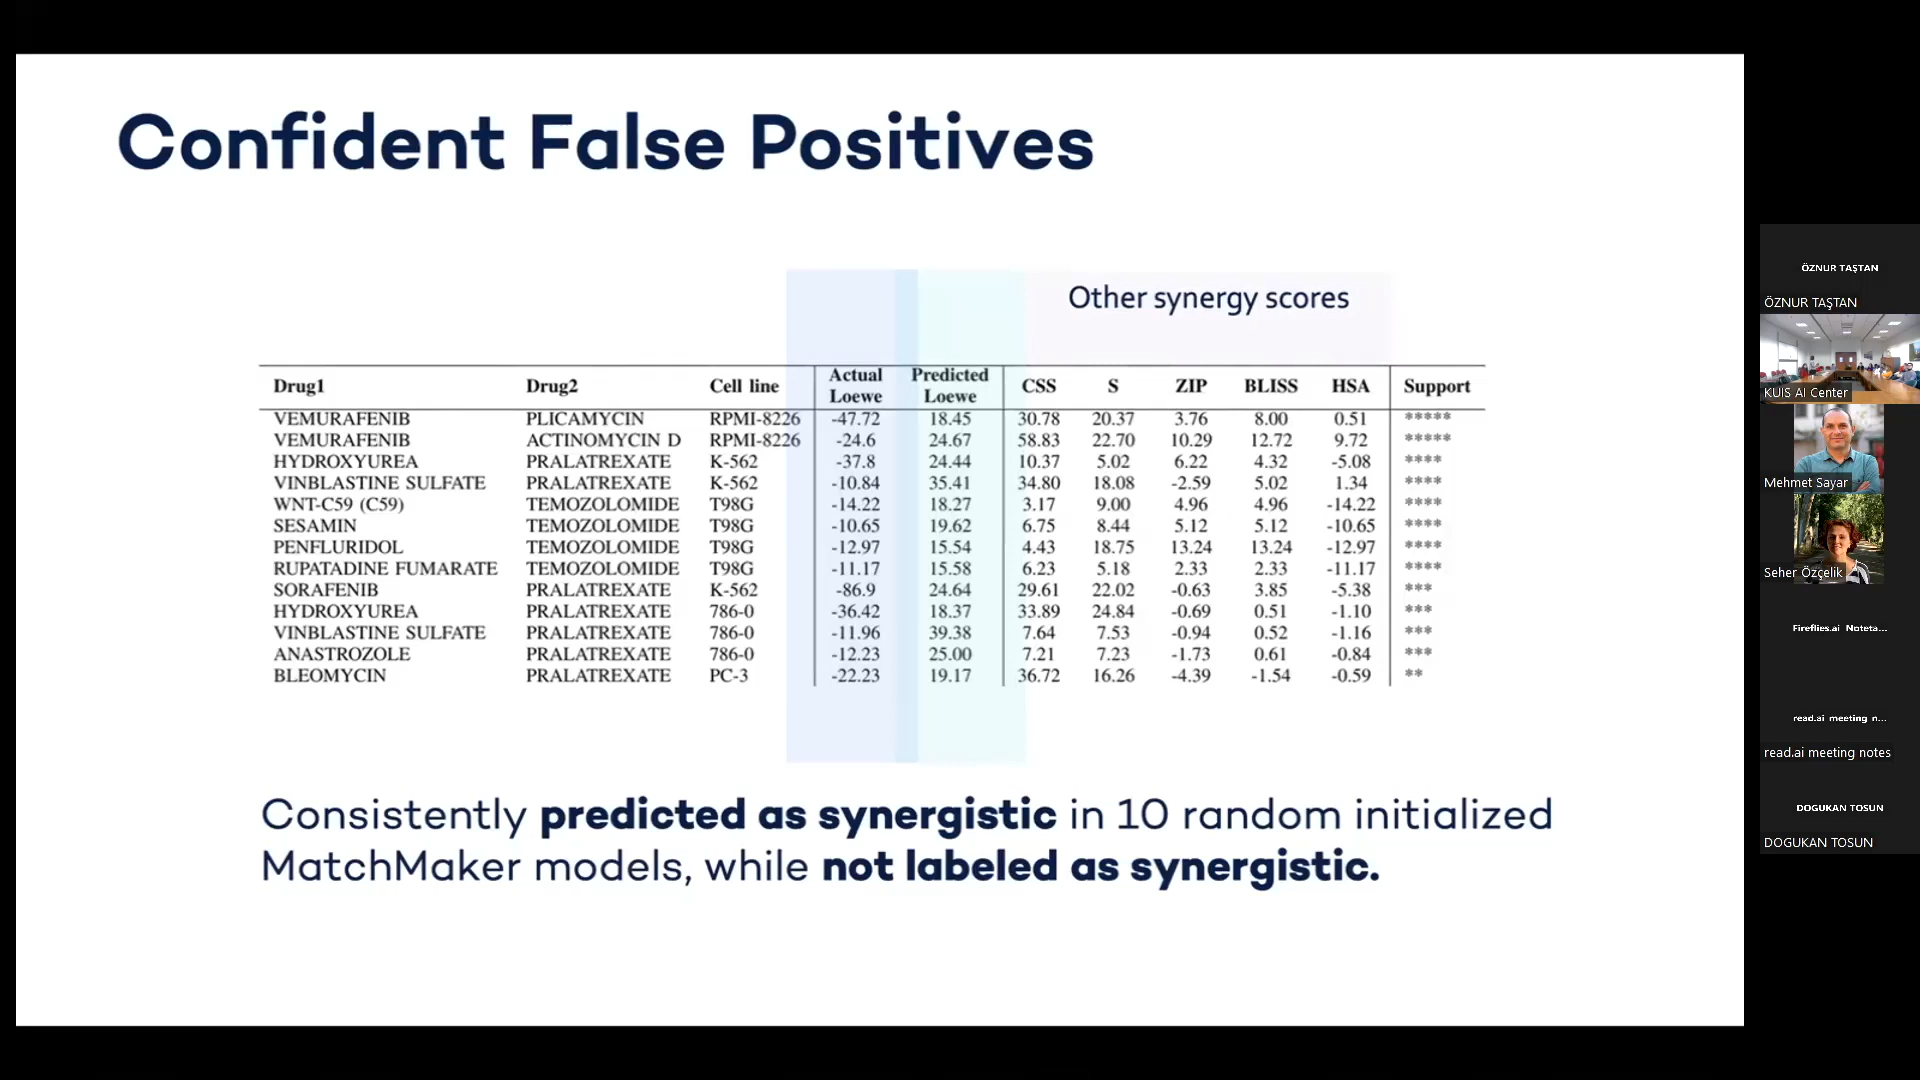 Confident False Positives
Other synergy scores
Drug1 Drug2 Cell line Actual Loewe Predicted Loewe CSS S ZIP BLISS HSA Support
VEMURAFENIB PLICAMYCIN RPMI-8226 -47.72 18.45 30.78 20.37 3.76 8.00 0.51 *****
VEMURAFENIB ACTINOMYCIN D RPMI-8226 -24.6 24.67 58.83 22.70 10.29 12.72 9.72 *****
HYDROXYUREA PRALATREXATE K-562 -37.8 24.44 10.37 5.02 6.22 4.32 -5.08 ****
VINBLASTINE SULFATE PRALATREXATE K-562 -10.84 35.41 34.80 18.08 -2.59 5.02 1.34 ****
WNT-C59 (C59) TEMOZOLOMIDE T98G -14.22 18.27 3.17 9.00 4.96 4.96 -14.22 ****
SESAMIN TEMOZOLOMIDE T98G -10.65 19.62 6.75 8.44 5.12 5.12 -10.65 ****
PENFLURIDOL TEMOZOLOMIDE T98G -12.97 15.54 4.43 18.75 13.24 13.24 -12.97 ****
RUPATADINE FUMARATE TEMOZOLOMIDE T98G -11.17 15.58 6.23 5.18 2.33 2.33 -11.17 ****
SORAFENIB PRALATREXATE K-562 -86.9 24.64 29.61 22.02 -0.63 3.85 -5.38 ***
HYDROXYUREA PRALATREXATE 786-0 -36.42 18.37 33.89 24.84 -0.69 0.51 -1.10 ***
VINBLASTINE SULFATE PRALATREXATE 786-0 -11.96 39.38 7.64 7.53 -0.94 0.52 -1.16 ***
ANASTROZOLE PRALATREXATE 786-0 -12.23 25.00 7.21 7.23 -1.73 0.61 -0.84 ***
BLEOMYCIN PRALATREXATE PC-3 -22.23 19.17 36.72 16.26 -4.39 -1.54 -0.59 **
Consistently predicted as synergistic in 10 random initialized
MatchMaker models, while not labeled as synergistic.
ÖZNUR TAŞTAN
ÖZNUR TAŞTAN
KUIS AI Center
Mehmet Sayar
Seher Özçelik
Fireflies.ai Noteta...
read.ai meeting n...
read.ai meeting notes
DOGUKAN TOSUN
DOGUKAN TOSUN